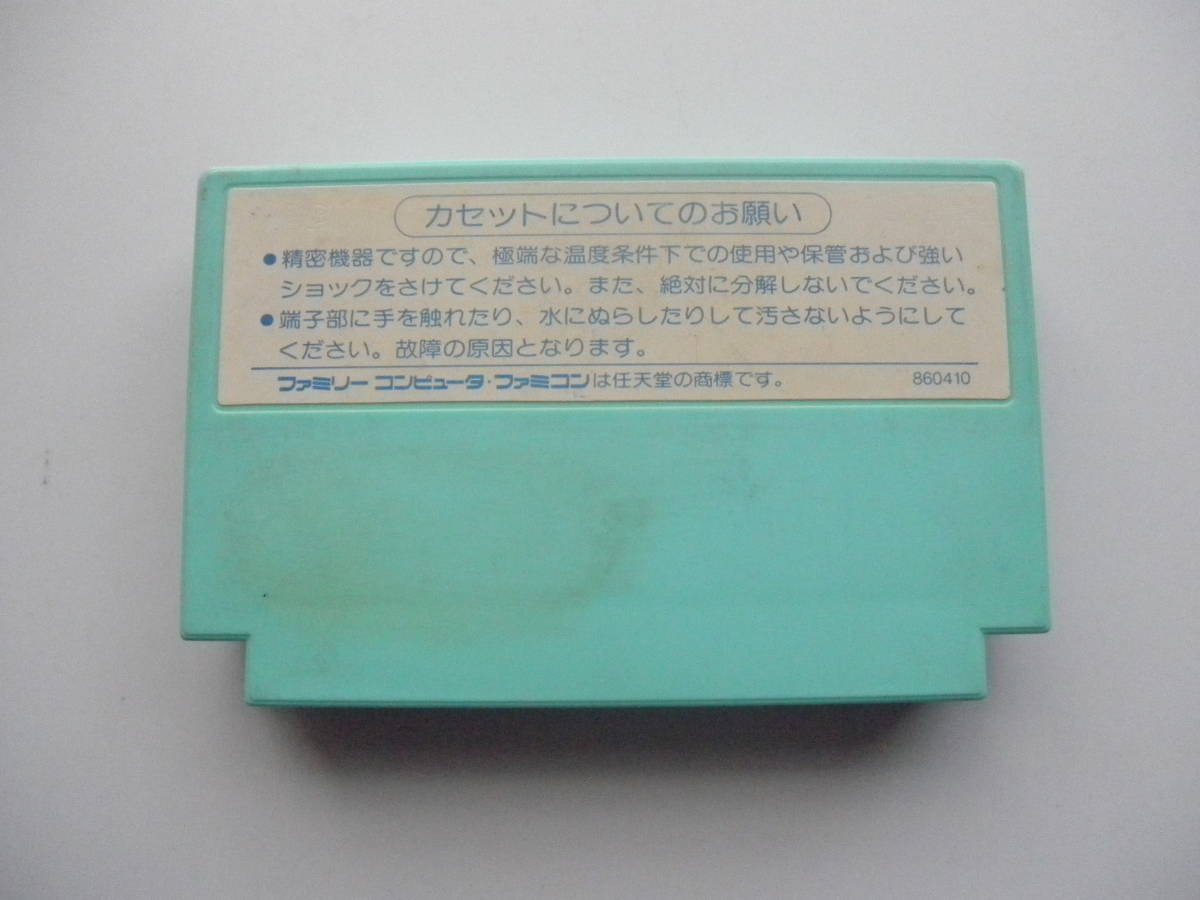 カセットについてのお願い
●精密機器ですので、極端な温度条件下での使用や保管および強い
ショックをさけてください。また、絶対に分解しないでください。
●端子部に手を触れたり、水にぬらしたりして汚さないようにして
ください。故障の原因となります。
ファミリーコンピュータ・ファミコンは任天堂の商標です。 860410